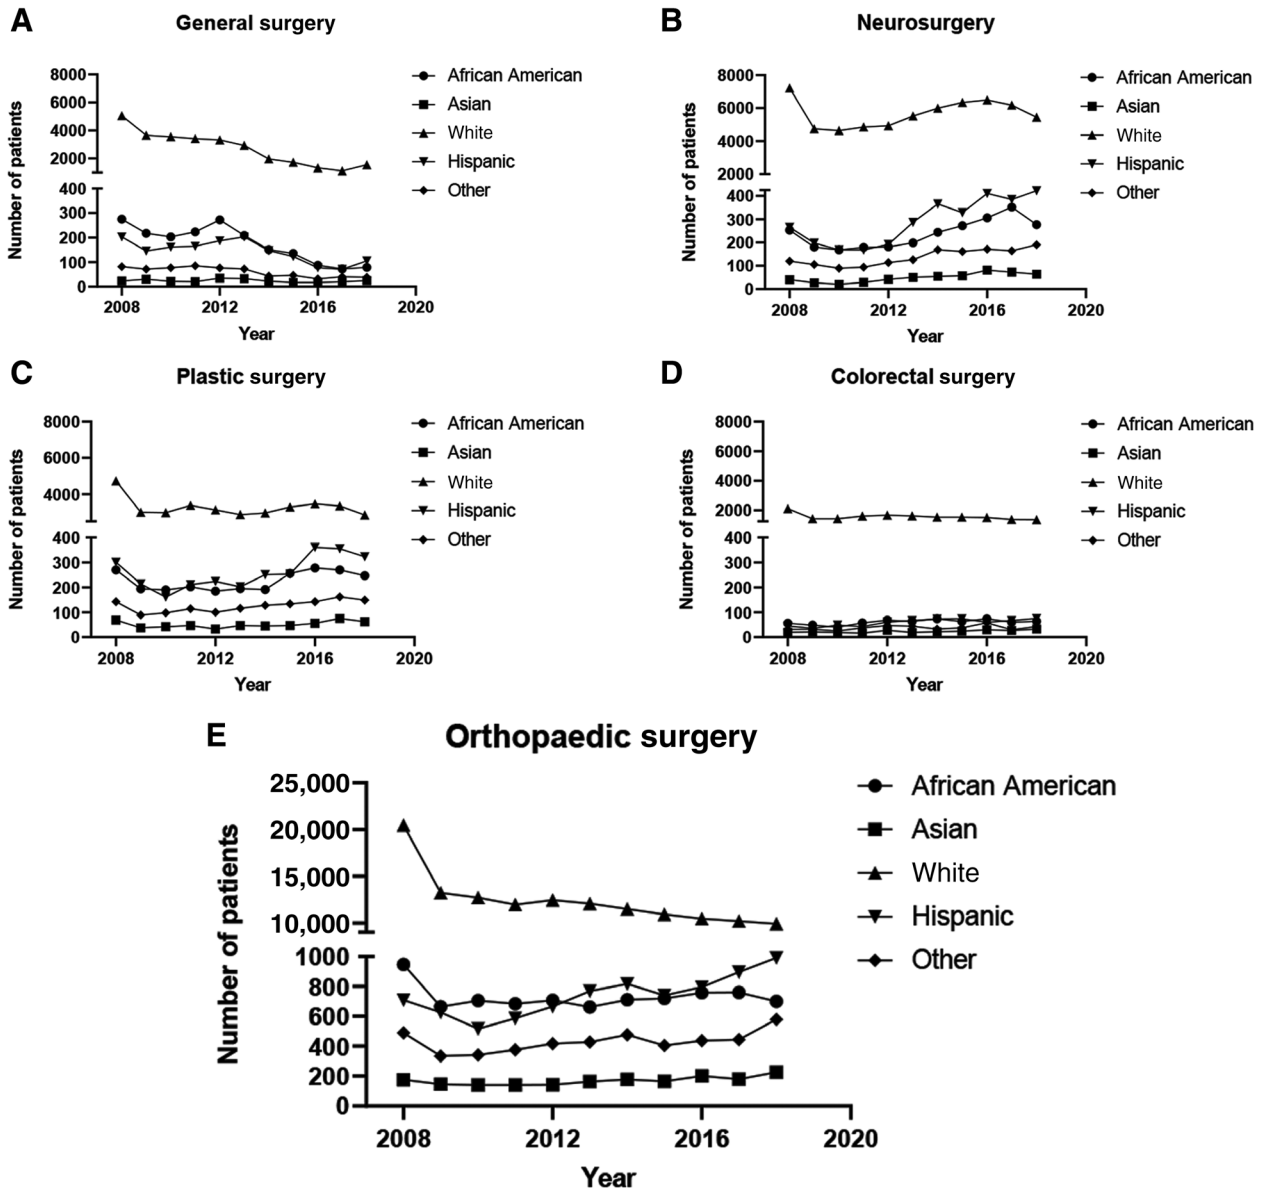 A
General surgery
Number of patients
8000
6000
4000
2000
400
300
200
100
0
2008
2012
2016
2020
Year
African American
Asian
White
Hispanic
Other
B
Neurosurgery
Number of patients
8000
6000
4000
2000
400
300
200
100
0
2008
2012
2016
2020
Year
African American
Asian
White
Hispanic
Other
C
Plastic surgery
Number of patients
8000
6000
4000
400
300
200
100
0
2008
2012
2016
2020
Year
African American
Asian
White
Hispanic
Other
D
Colorectal surgery
Number of patients
8000
6000
4000
2000
400
300
200
100
0
2008
2012
2016
2020
Year
African American
Asian
White
Hispanic
Other
E
Orthopaedic surgery
Number of patients
25,000
20,000
15,000
10,000
1000
800
600
400
200
0
2008
2012
2016
2020
Year
African American
Asian
White
Hispanic
Other